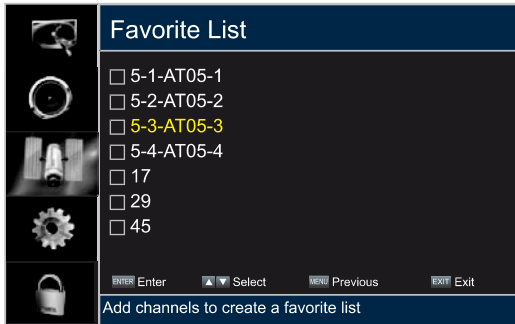 Favorite List
5-1-AT05-1
5-2-AT05-2
5-3-AT05-3
5-4-AT05-4
17
29
45
ENTER Enter MENU Previous EXIT Exit Select
Add channels to create a favorite list